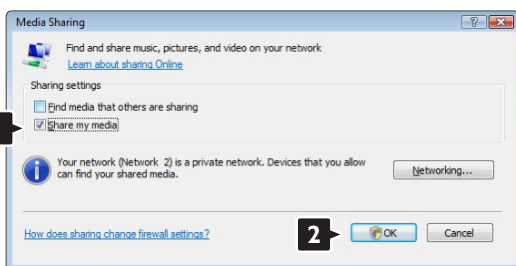 Media Sharing
Find and share music, pictures, and video on your network
Learn about sharing Online
Sharing settings
Find media that others are sharing
Share my media
Your network (Network 2) is a private network. Devices that you allow
can find your shared media.
Networking...
How does sharing change firewall settings?
2
OK
Cancel